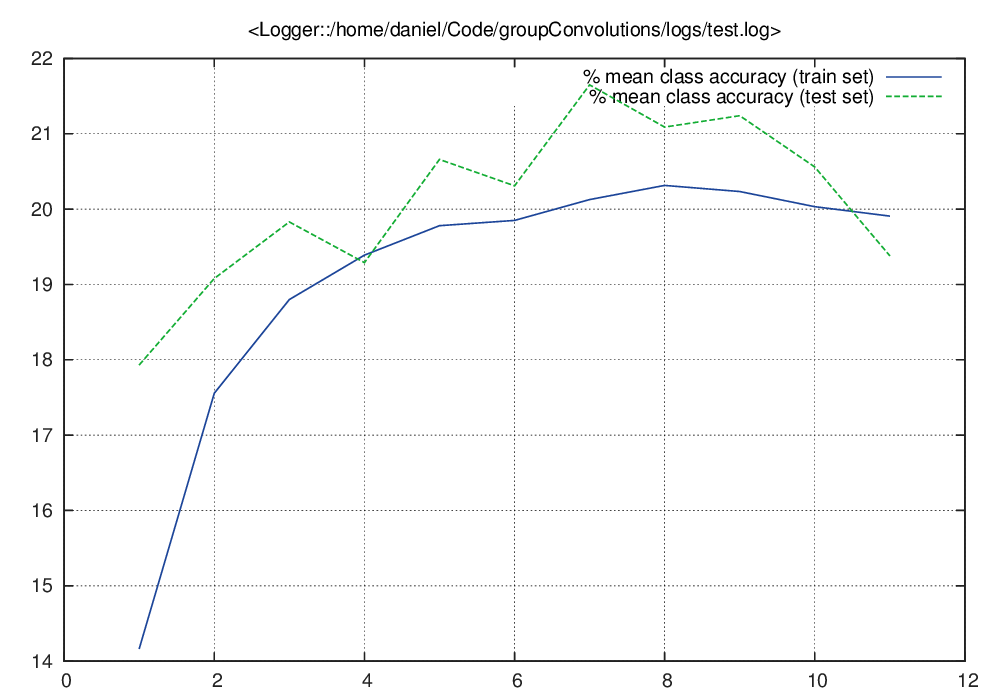 <Logger::/home/daniel/Code/groupConvolutions/logs/test.log>
22
% mean class accuracy (train set)
% mean class accuracy (test set)
21
20
19
18
17
16
15
14
0 2 4 6 8 10 12